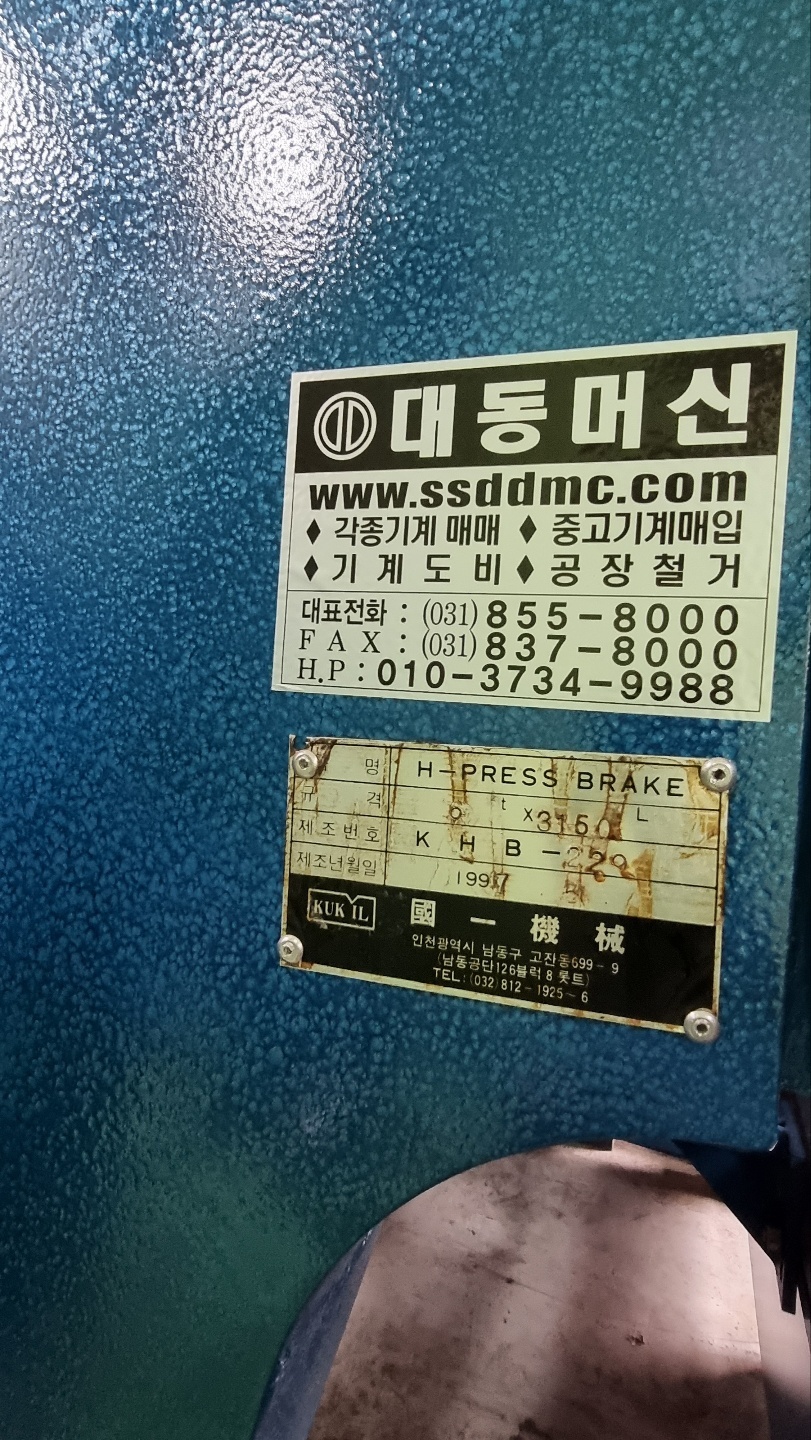 대동머신
www.ssddmc.com
♦ 각종기계 매매 ♦ 중고기계매입
♦ 기계도비 ♦ 공장철거
대표전화 : (031) 855-8000
FAX : (031) 837-8000
H.P : 010-3734-9988
명 H-PRESS BRAKE
규격 t X3150 L
제조번호 KHB-229
제조년월일 1997
KUK IL 國一機械
인천광역시 남동구 고잔동699-9
(남동공단126블럭 8 롯트)
TEL:(032)812-1925~6